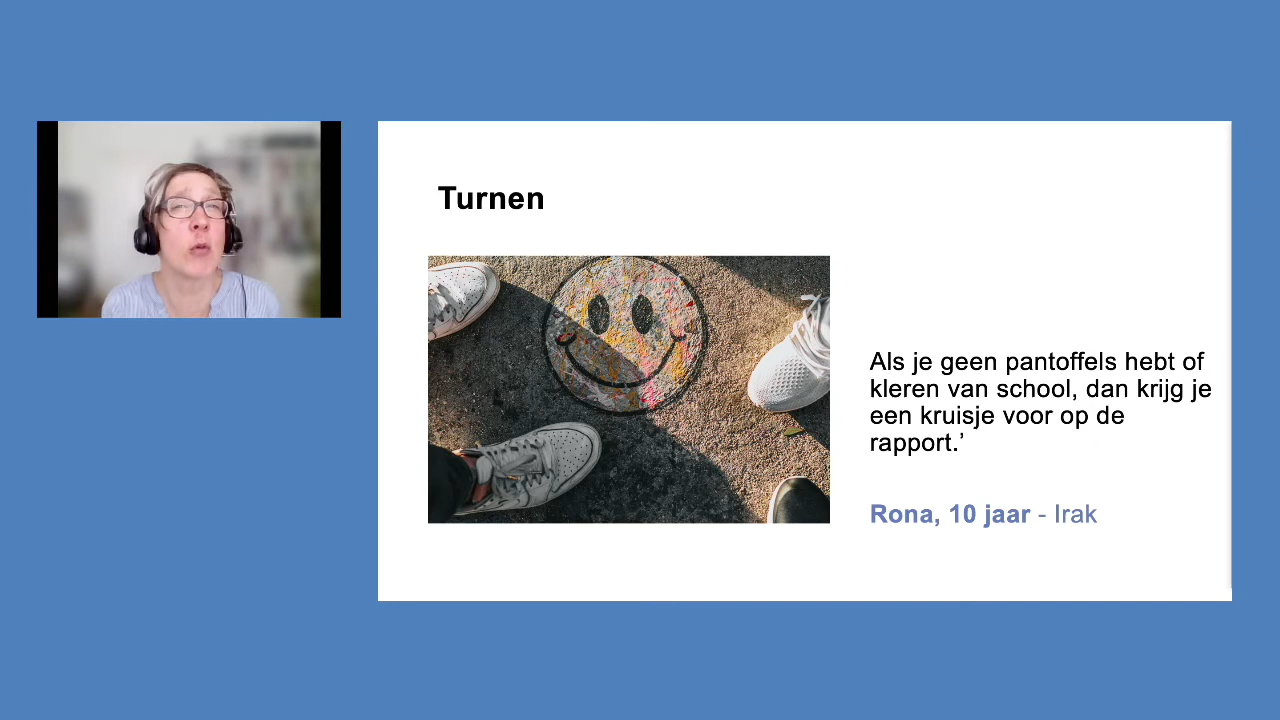 Turnen
Als je geen pantoffels hebt of
kleren van school, dan krijg je
een kruisje voor op de
rapport.’
Rona, 10 jaar - Irak